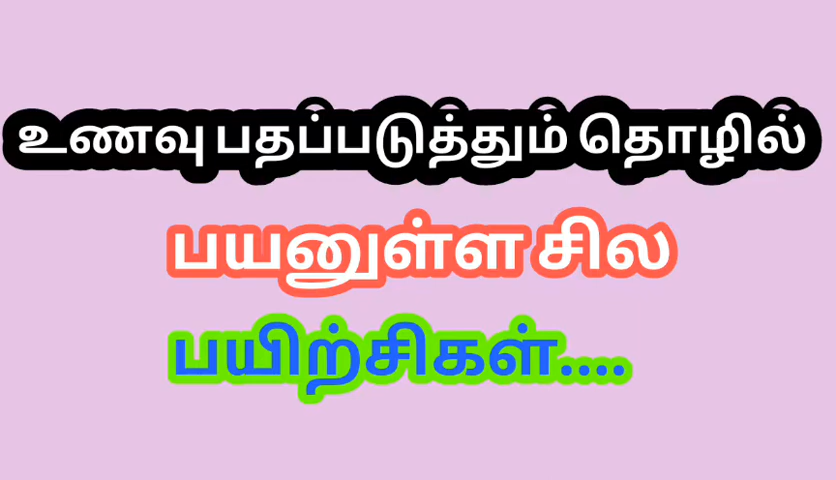 உணவு பதப்படுத்தும் தொழில்
பயனுள்ள சில
பயிற்சிகள்....